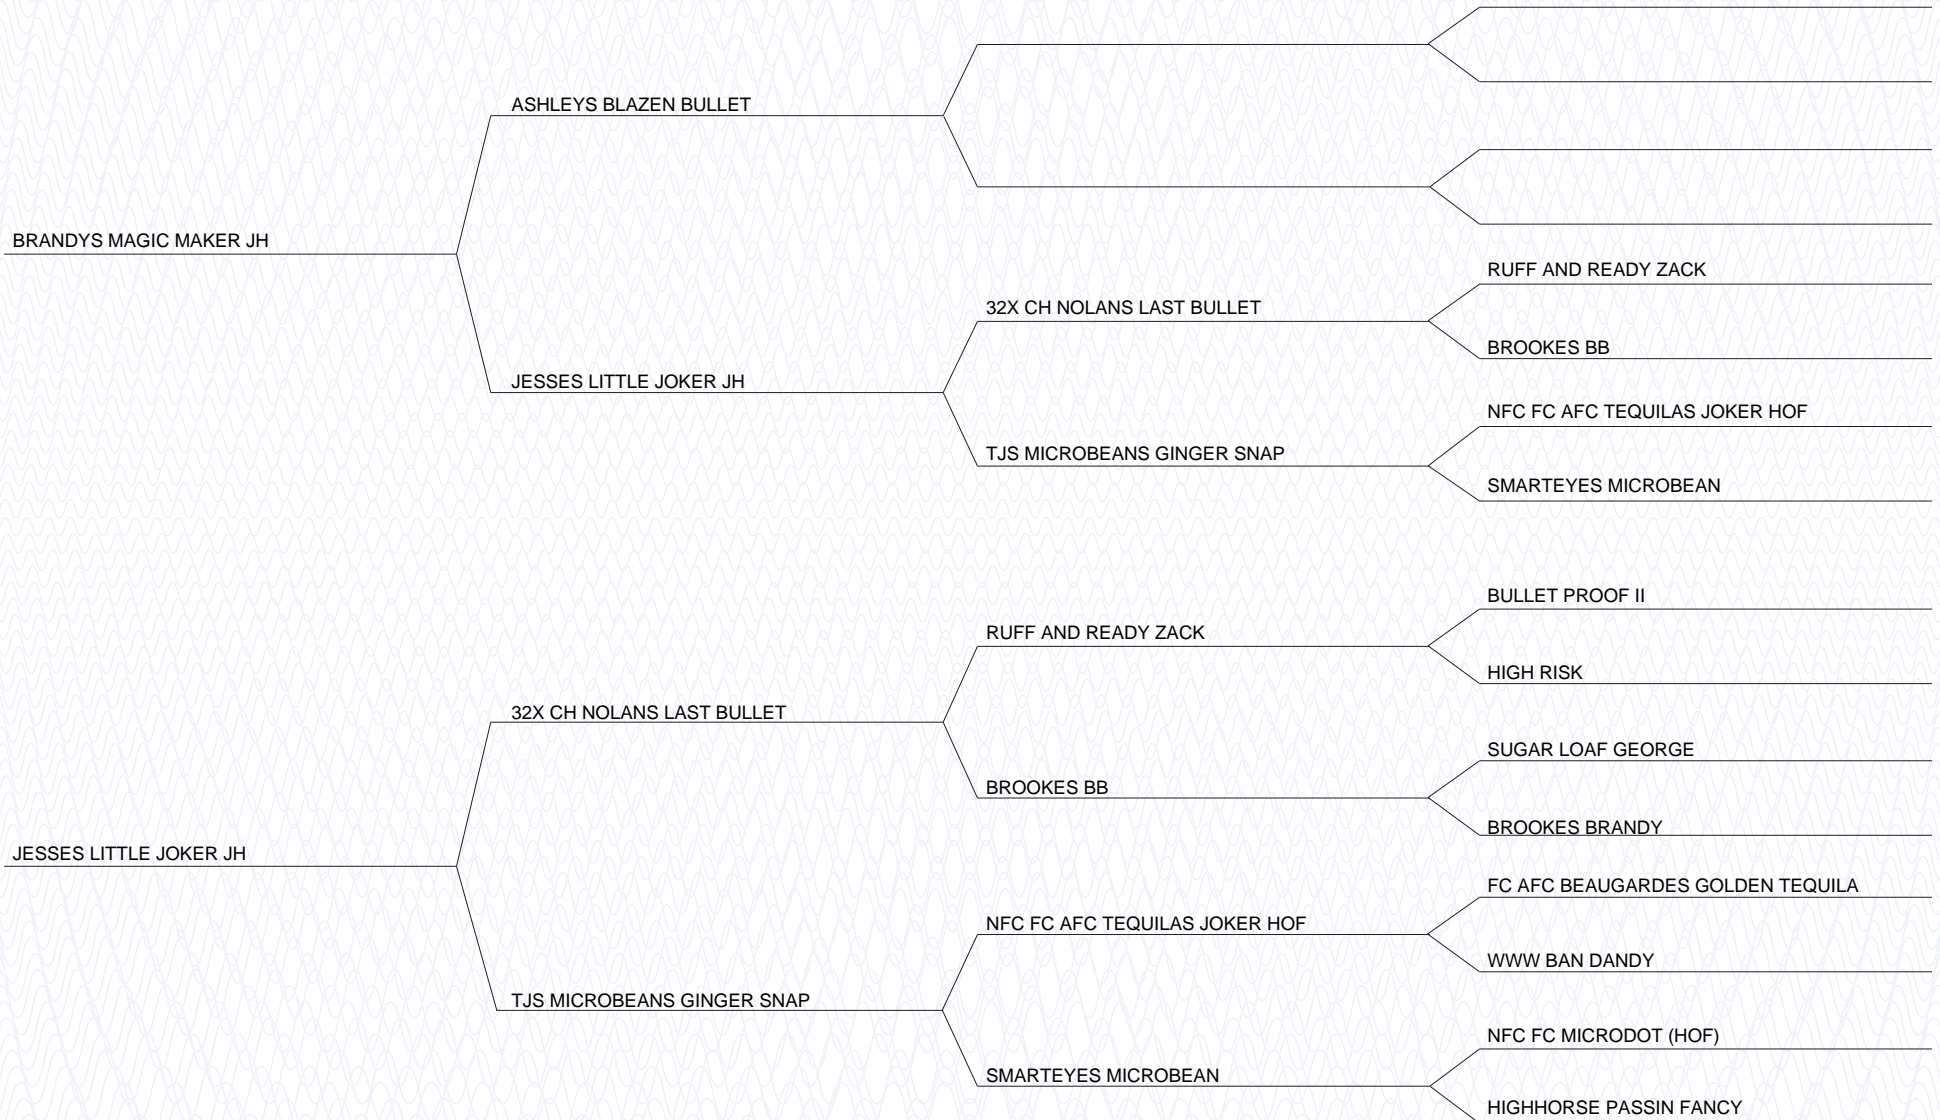 ASHLEYS BLAZEN BULLET
BRANDYS MAGIC MAKER JH
RUFF AND READY ZACK
32X CH NOLANS LAST BULLET
BROOKES BB
JESSES LITTLE JOKER JH
NFC FC AFC TEQUILAS JOKER HOF
TJS MICROBEANS GINGER SNAP
SMARTEYES MICROBEAN
BULLET PROOF II
RUFF AND READY ZACK
HIGH RISK
32X CH NOLANS LAST BULLET
SUGAR LOAF GEORGE
BROOKES BB
BROOKES BRANDY
JESSES LITTLE JOKER JH
FC AFC BEAUGARDES GOLDEN TEQUILA
NFC FC AFC TEQUILAS JOKER HOF
WWW BAN DANDY
TJS MICROBEANS GINGER SNAP
NFC FC MICRODOT (HOF)
SMARTEYES MICROBEAN
HIGHHORSE PASSIN FANCY